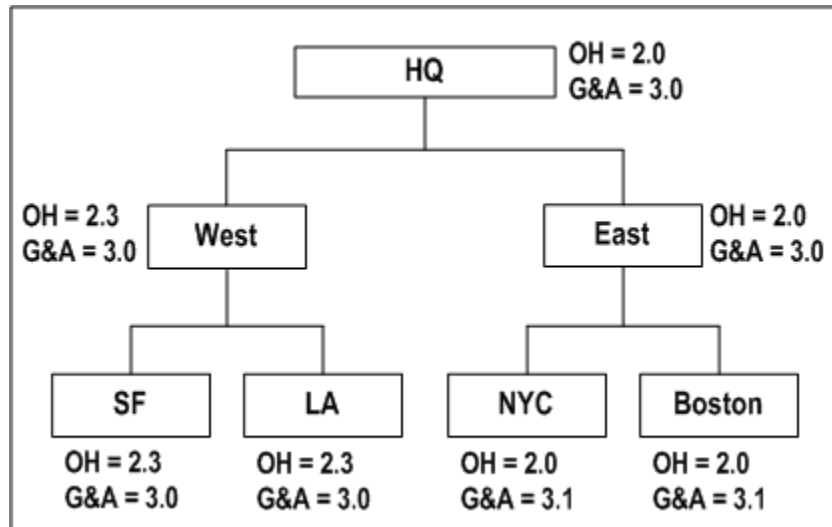 HQ
OH = 2.0
G&A = 3.0
OH = 2.3
G&A = 3.0
West
East
OH = 2.0
G&A = 3.0
SF
LA
NYC
Boston
OH = 2.3
G&A = 3.0
OH = 2.3
G&A = 3.0
OH = 2.0
G&A = 3.1
OH = 2.0
G&A = 3.1